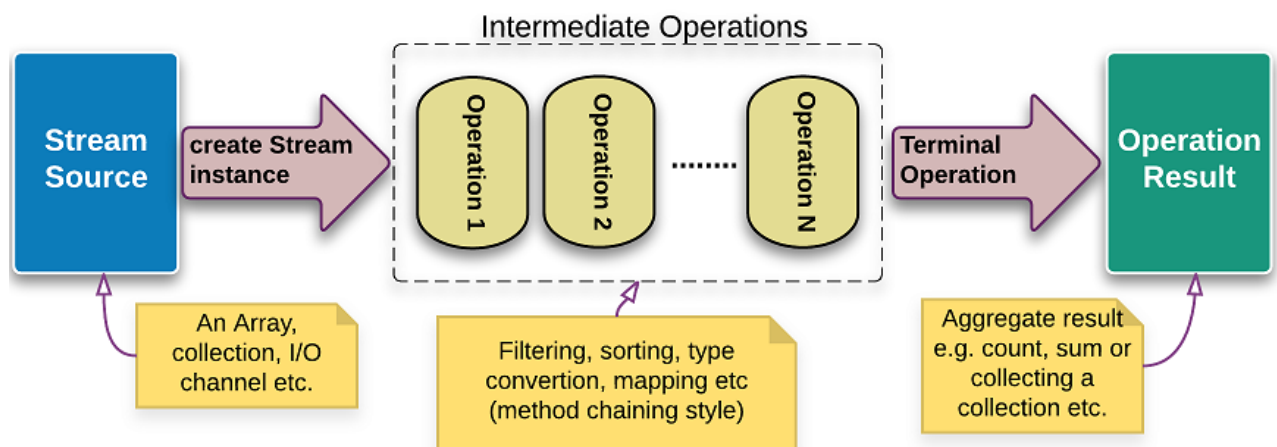 Intermediate Operations
Stream
Source
create Stream
instance
Operation 1
Operation 2
........
Operation N
Terminal
Operation
Operation
Result
An Array,
collection, I/O
channel etc.
Filtering, sorting, type
convertion, mapping etc
(method chaining style)
Aggregate result
e.g. count, sum or
collecting a
collection etc.